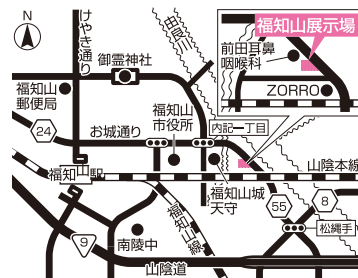 N
けやき通り
御霊神社
由良川
福知山展示場
前田耳鼻
咽喉科
ZORRO
福知山
郵便局
24
お城通り
福知山
市役所
内記一丁目
山陰本線
福知山駅
福知山城
天守
福知山線
55
8
松縄手
9
南陵中
山陰道